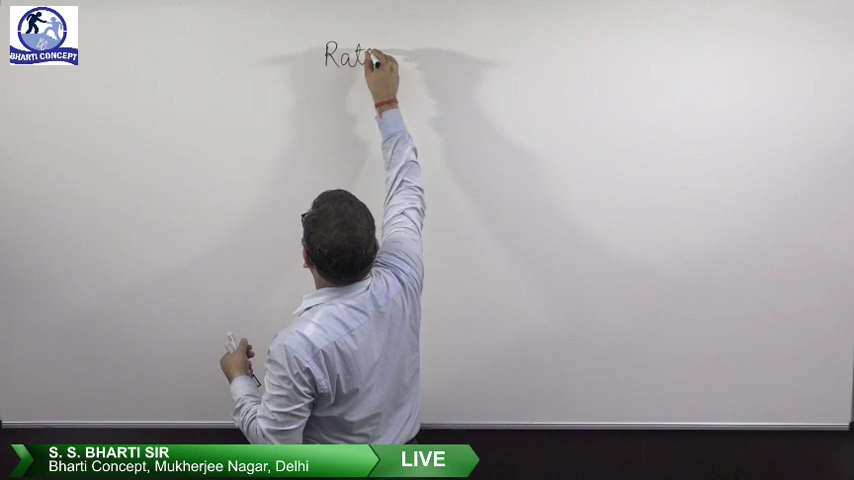 BHARTI CONCEPT
Rat
S. S. BHARTI SIR
Bharti Concept, Mukherjee Nagar, Delhi
LIVE